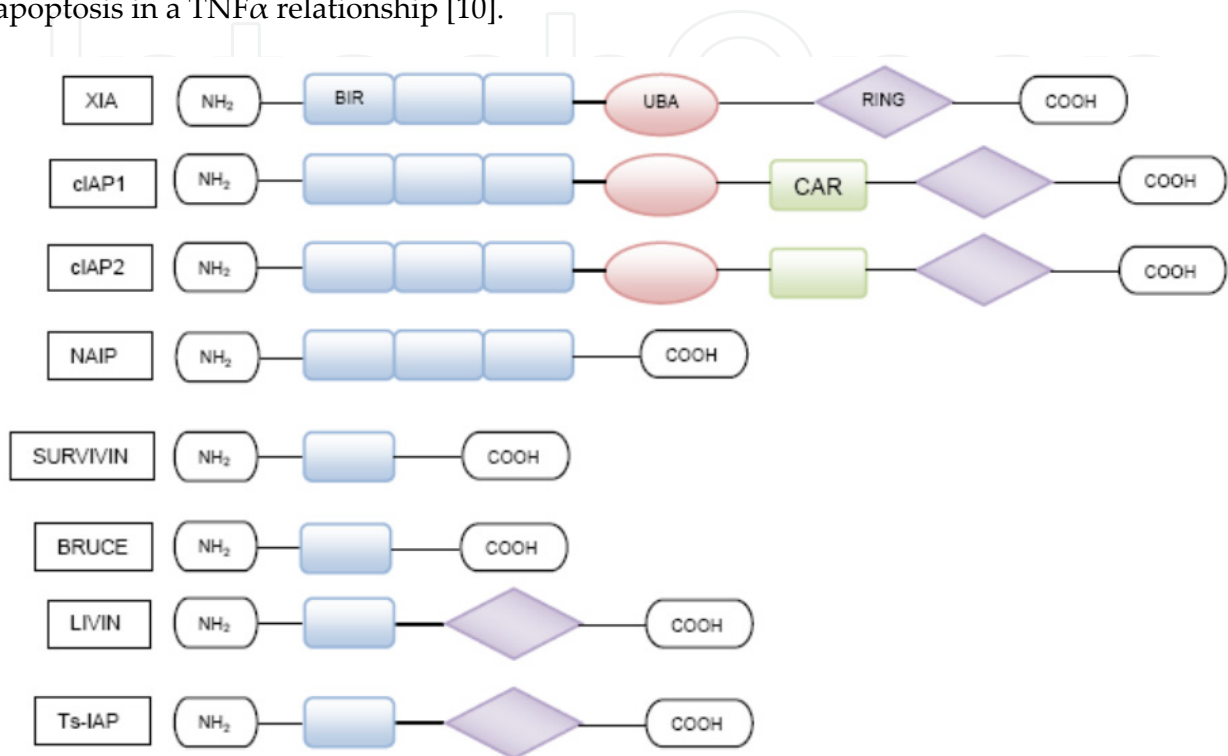 apoptosis in a TNFα relationship [10].
XIA NH₂ BIR UBA RING COOH
cIAP1 NH₂ CAR COOH
cIAP2 NH₂ COOH
NAIP NH₂ COOH
SURVIVIN NH₂ COOH
BRUCE NH₂ COOH
LIVIN NH₂ COOH
Ts-IAP NH₂ COOH